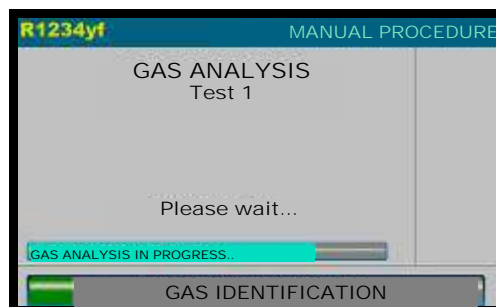 R1234yf
MANUAL PROCEDURE
GAS ANALYSIS
Test 1
Please wait...
GAS ANALYSIS IN PROGRESS..
GAS IDENTIFICATION